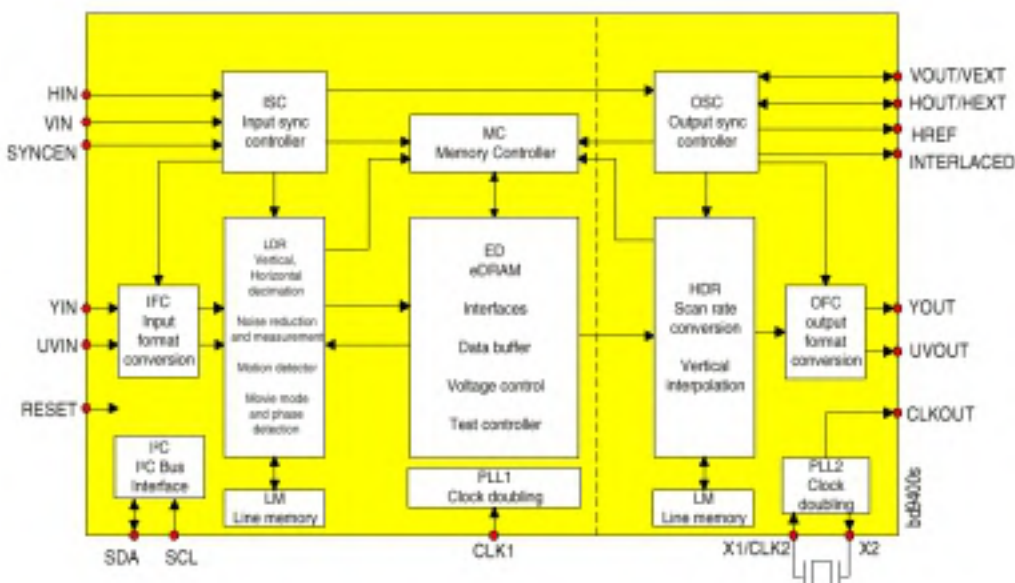 HIN
VIN
SYNCEN
ISC
Input sync
controller
MC
Memory Controller
OSC
Output sync
controller
VOUT/VEXT
HOUT/HEXT
HREF
INTERLACED
YIN
UVIN
IFC
Input
format
conversion
LDR
Vertical,
Horizontal
decimation
Noise reduction
and measurement
Motion detector
Movie mode
and phase
detection
ED
eDRAM
Interfaces
Data buffer
Voltage control
Test controller
HDR
Scan rate
conversion
Vertical
interpolation
OFC
output
format
conversion
YOUT
UVOUT
RESET
CLKOUT
I²C
I²C Bus
Interface
LM
Line memory
PLL1
Clock doubling
LM
Line memory
PLL2
Clock
doubling
bd9400s
SDA
SCL
CLK1
X1/CLK2
X2